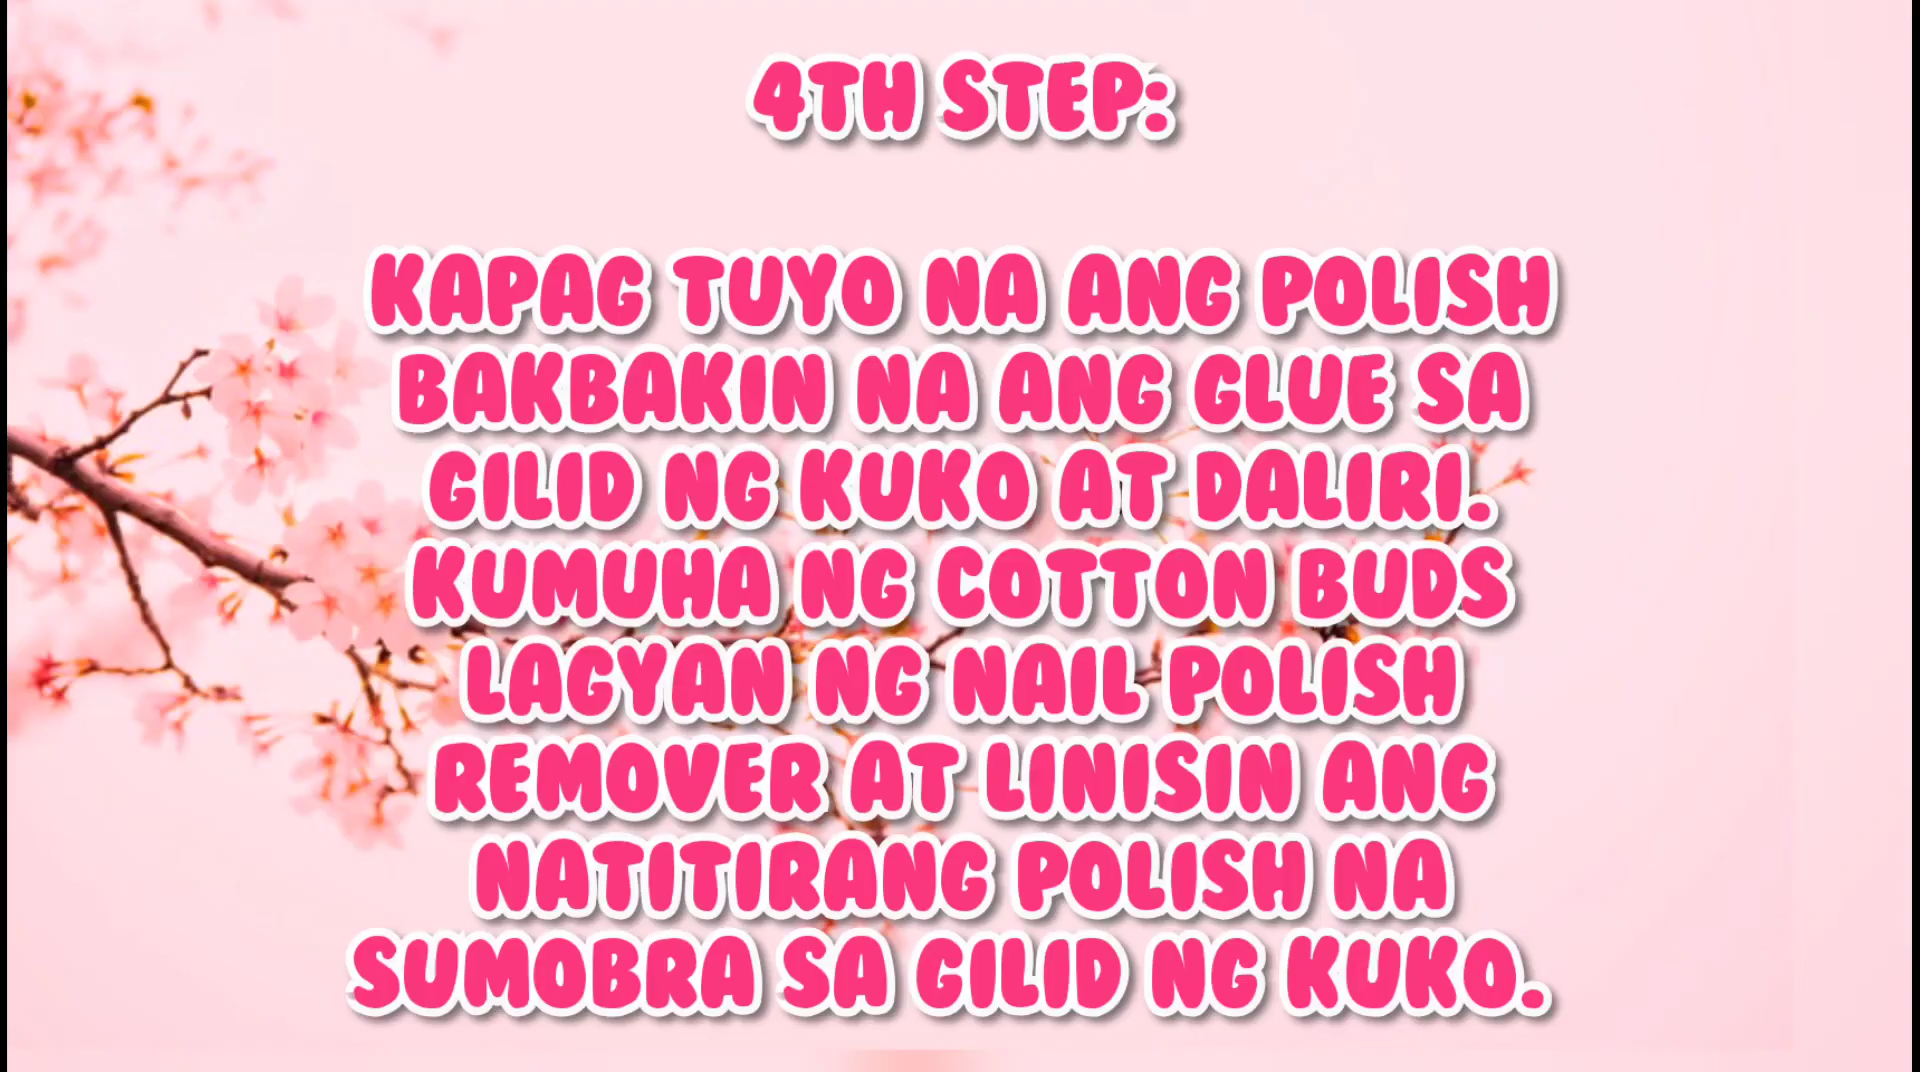 4TH STEP:
KAPAG TUYO NA ANG POLISH
BAKBAKIN NA ANG GLUE SA
GILID NG KUKO AT DALIRI.
KUMUHA NG COTTON BUDS
LAGYAN NG NAIL POLISH
REMOVER AT LINISIN ANG
NATITIRANG POLISH NA
SUMOBRA SA GILID NG KUKO.